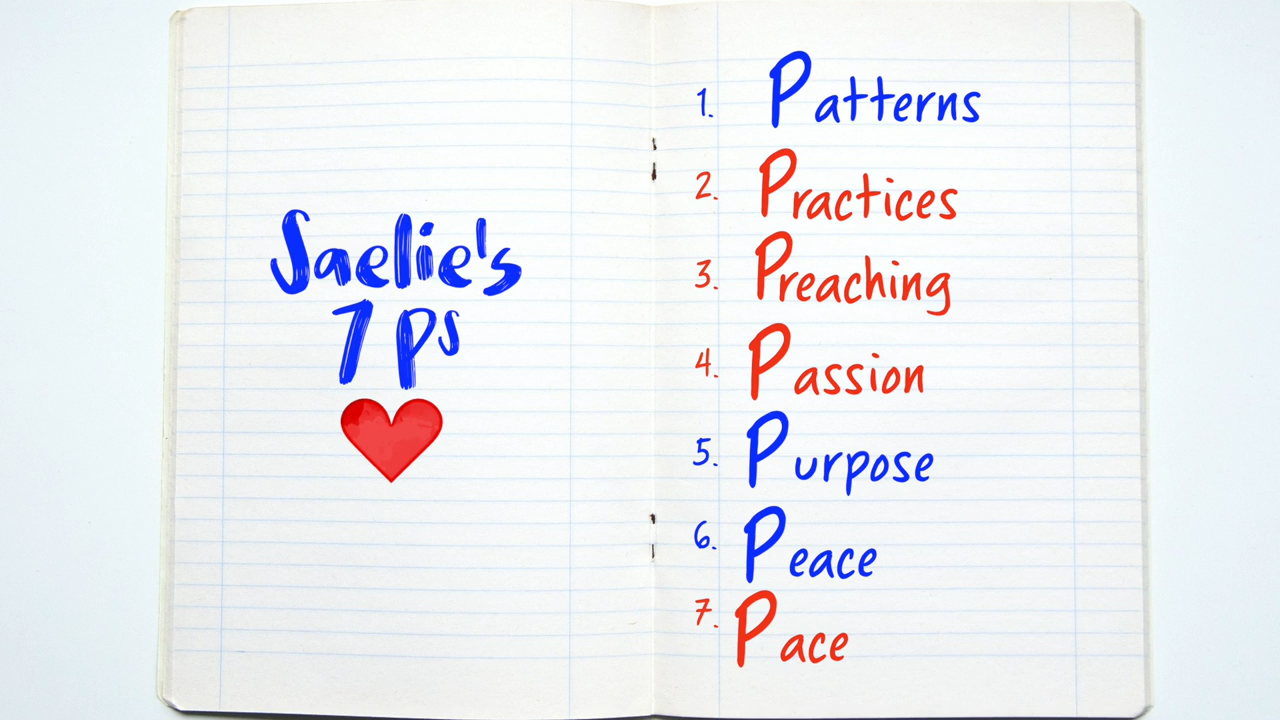 Saelie's
7 Ps
1. Patterns
2. Practices
3. Preaching
4. Passion
5. Purpose
6. Peace
7. Pace